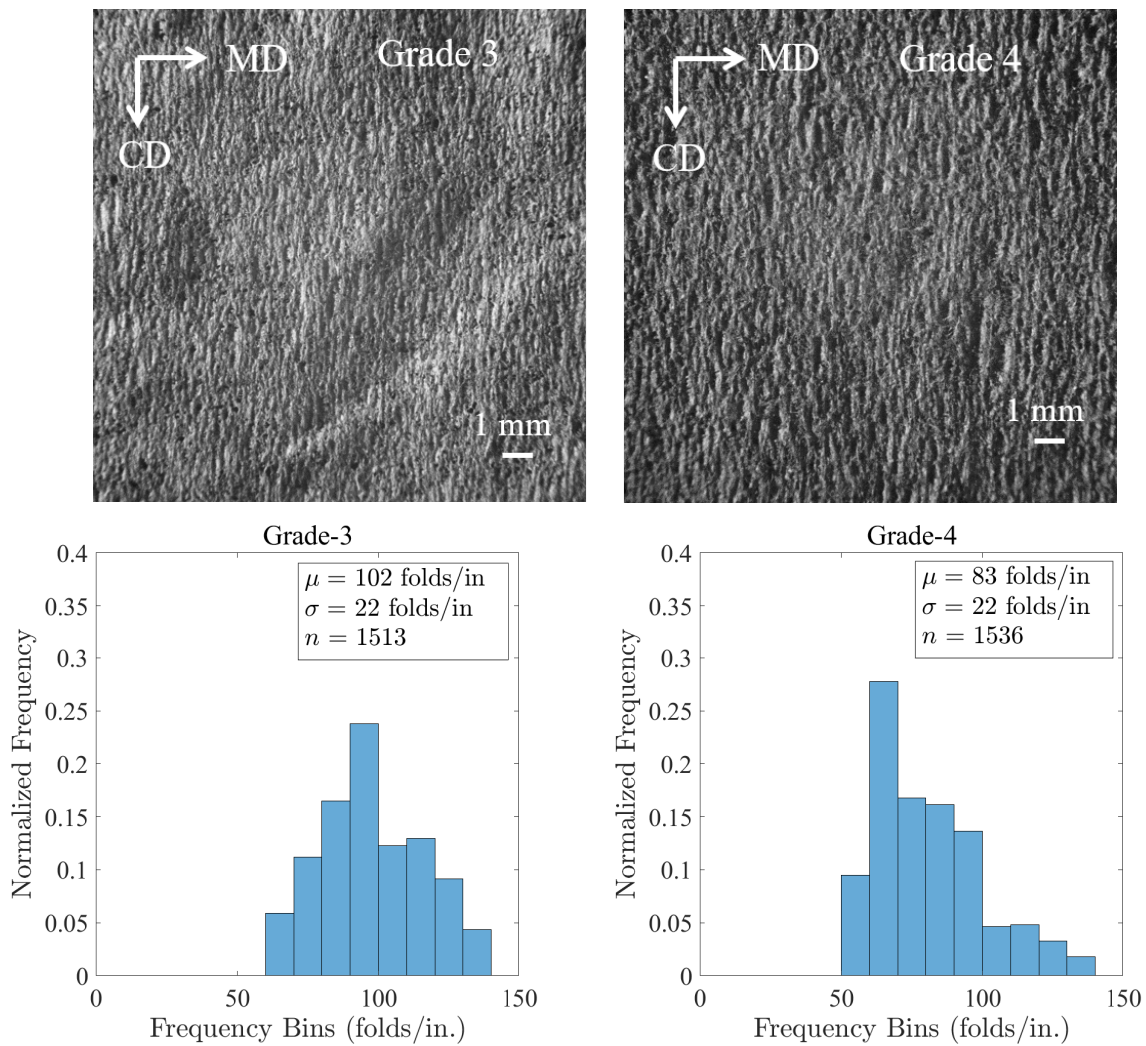 MD
Grade 3
CD
1 mm
MD
Grade 4
CD
1 mm
Grade-3
0.4
0.35
0.3
0.25
0.2
0.15
0.1
0.05
0
Normalized Frequency
μ = 102 folds/in
σ = 22 folds/in
n = 1513
0 50 100 150
Frequency Bins (folds/in.)
Grade-4
0.4
0.35
0.3
0.25
0.2
0.15
0.1
0.05
0
Normalized Frequency
μ = 83 folds/in
σ = 22 folds/in
n = 1536
0 50 100 150
Frequency Bins (folds/in.)